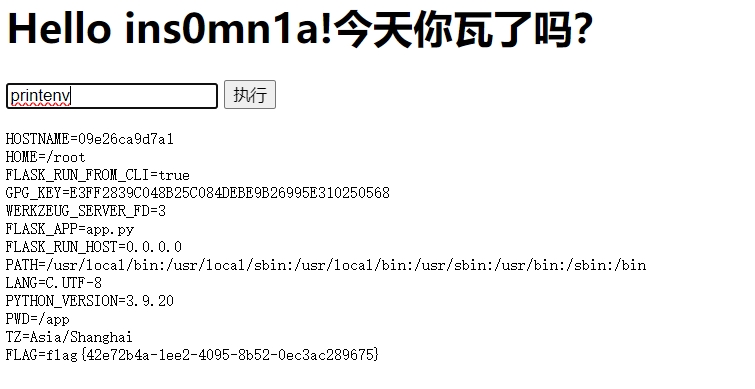 Hello ins0mn1a!今天你瓦了吗？
printenv
执行
HOSTNAME=09e26ca9d7a1
HOME=/root
FLASK_RUN_FROM_CLI=true
GPG_KEY=E3FF2839C048B25C084DEBE9B26995E310250568
WERKZEUG_SERVER_FD=3
FLASK_APP=app.py
FLASK_RUN_HOST=0.0.0.0
PATH=/usr/local/bin:/usr/local/sbin:/usr/local/bin:/usr/sbin:/usr/bin:/sbin:/bin
LANG=C.UTF-8
PYTHON_VERSION=3.9.20
PWD=/app
TZ=Asia/Shanghai
FLAG=flag{42e72b4a-1ee2-4095-8b52-0ec3ac289675}